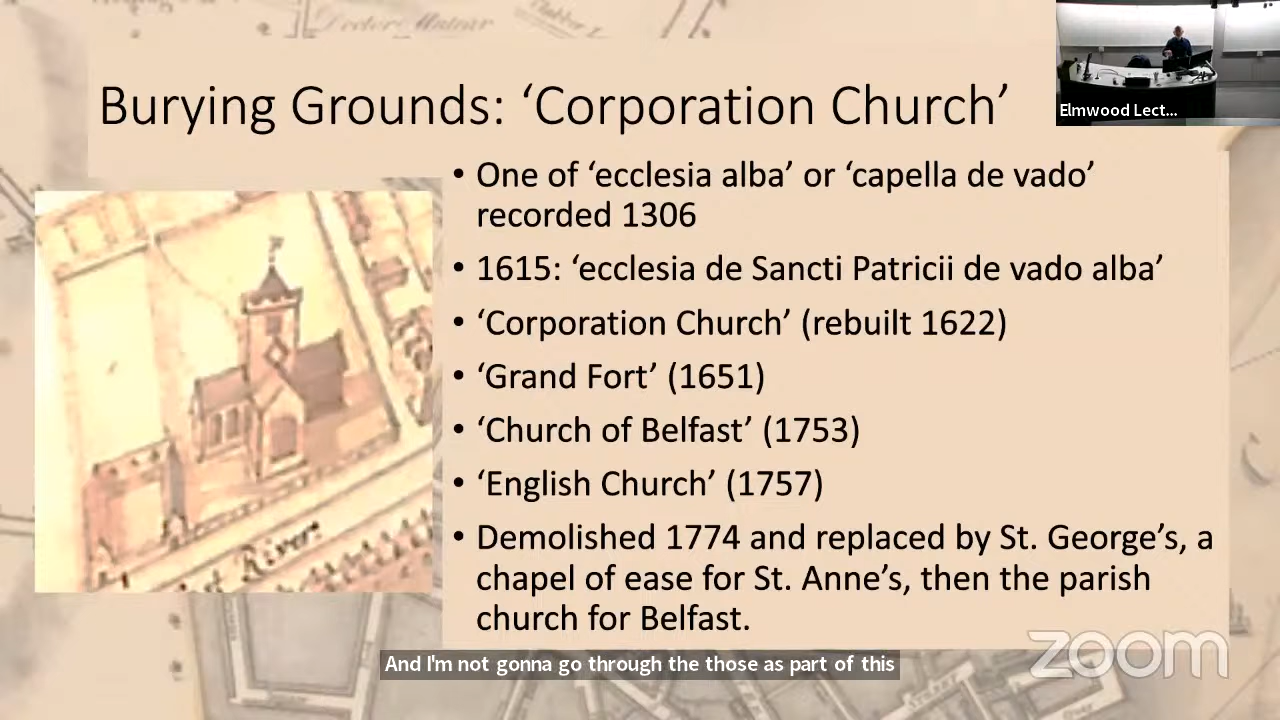 Doctor Mutrar
Elmwood Lect...
Burying Grounds: ‘Corporation Church’
• One of ‘ecclesia alba’ or ‘capella de vado’
recorded 1306
• 1615: ‘ecclesia de Sancti Patricii de vado alba’
• ‘Corporation Church’ (rebuilt 1622)
• ‘Grand Fort’ (1651)
• ‘Church of Belfast’ (1753)
• ‘English Church’ (1757)
• Demolished 1774 and replaced by St. George’s, a
chapel of ease for St. Anne’s, then the parish
church for Belfast.
River
And I'm not gonna go through the those as part of this
zoom